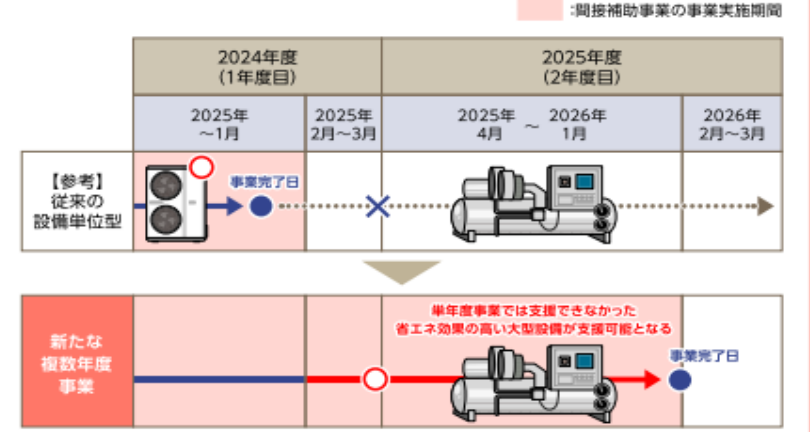 :間接補助事業の事業実施期間
2024年度
(1年度目)
2025年度
(2年度目)
2025年
～1月
2025年
2月～3月
2025年
4月
～
2026年
1月
2026年
2月～3月
【参考】
従来の
設備単位型
事業完了日
新たな
複数年度
事業
単年度事業では支援できなかった
省エネ効果の高い大型設備が支援可能となる
事業完了日